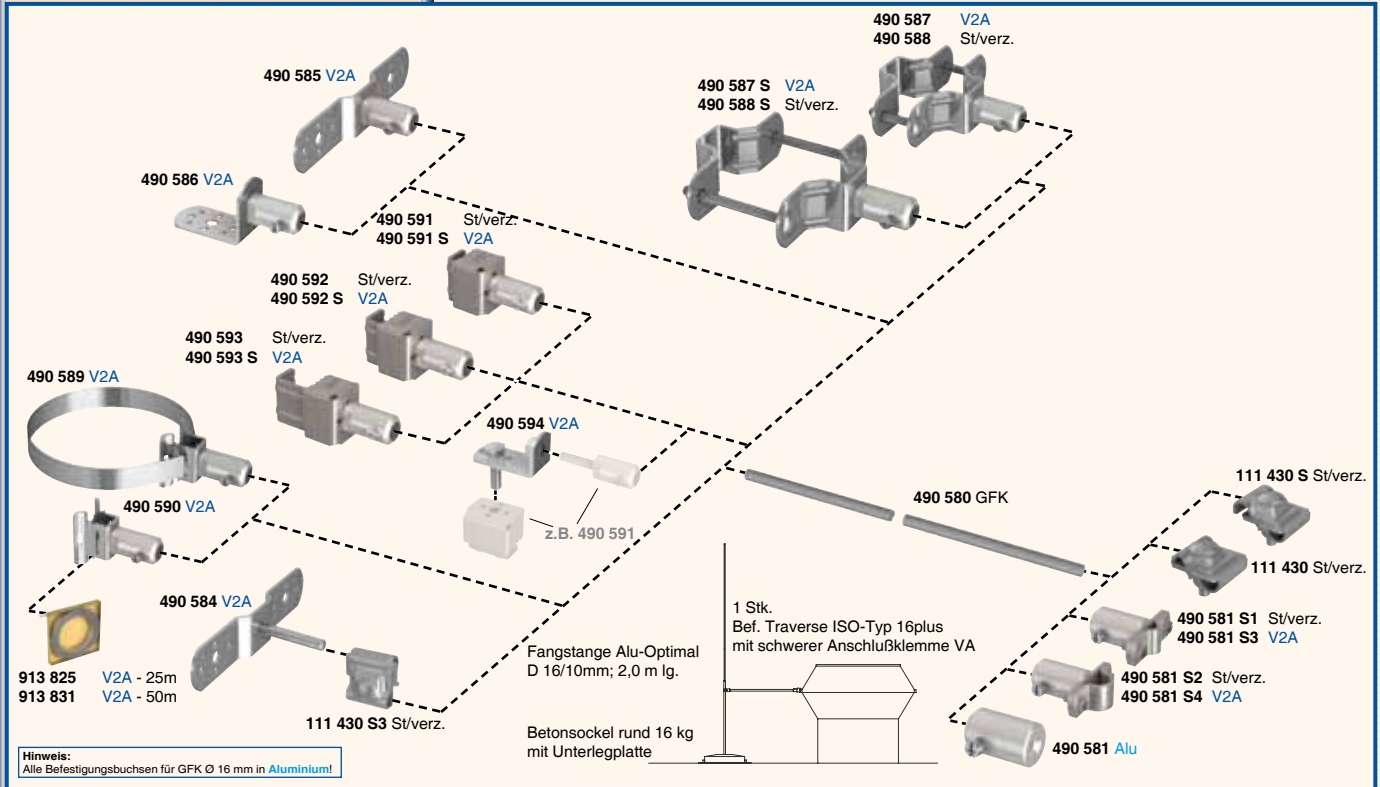 490 587 V2A
490 588 St/verz.
490 585 V2A
490 587 S V2A
490 588 S St/verz.
490 586 V2A
490 591 St/verz.
490 591 S V2A
490 592 St/verz.
490 592 S V2A
490 593 St/verz.
490 593 S V2A
490 589 V2A
490 594 V2A
490 590 V2A
z.B. 490 591
490 580 GFK
111 430 S St/verz.
111 430 St/verz.
490 584 V2A
490 581 S1 St/verz.
490 581 S3 V2A
490 581 S2 St/verz.
490 581 S4 V2A
490 581 Alu
913 825 V2A - 25m
913 831 V2A - 50m
111 430 S3 St/verz.
1 Stk.
Bef. Traverse ISO-Typ 16plus
mit schwerer Anschlußklemme VA
Fangstange Alu-Optimal
D 16/10mm; 2,0 m lg.
Betonsockel rund 16 kg
mit Unterlegplatte
Hinweis:
Alle Befestigungsbuchsen für GFK Ø 16 mm in Aluminium!